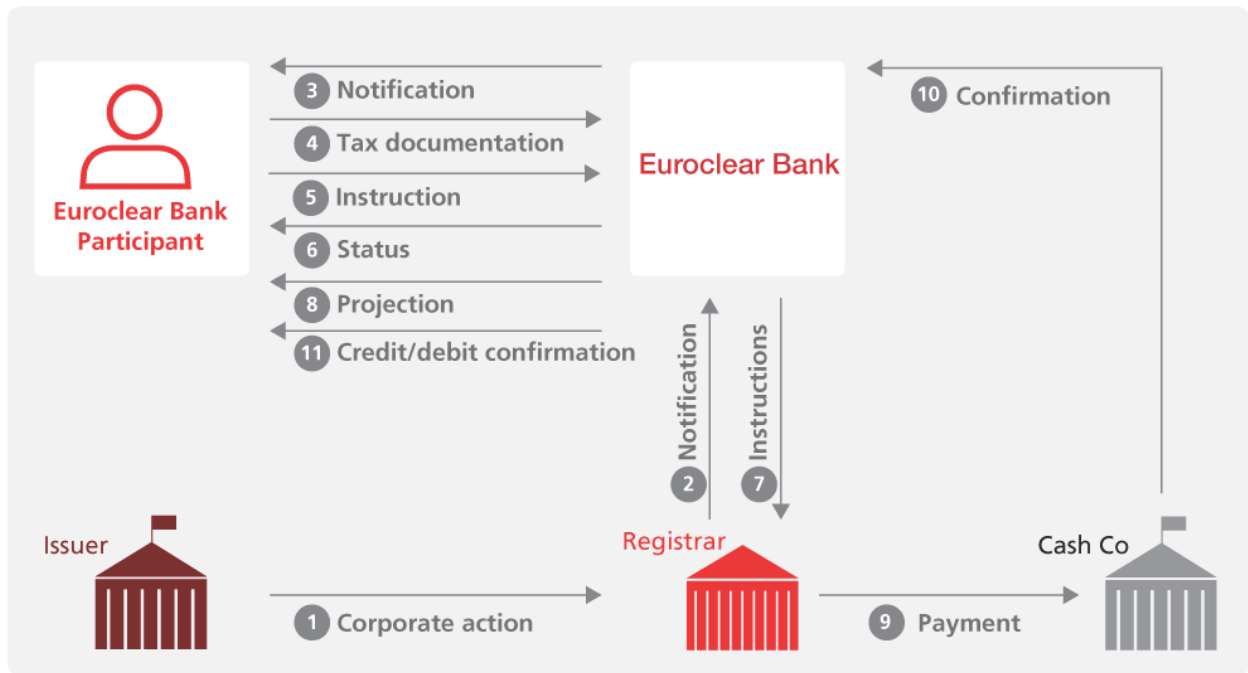 3 Notification
10 Confirmation
4 Tax documentation
Euroclear Bank
5 Instruction
Euroclear Bank
Participant
6 Status
8 Projection
11 Credit/debit confirmation
2 Notification
7 Instructions
Issuer
Registrar
Cash Co
1 Corporate action
9 Payment